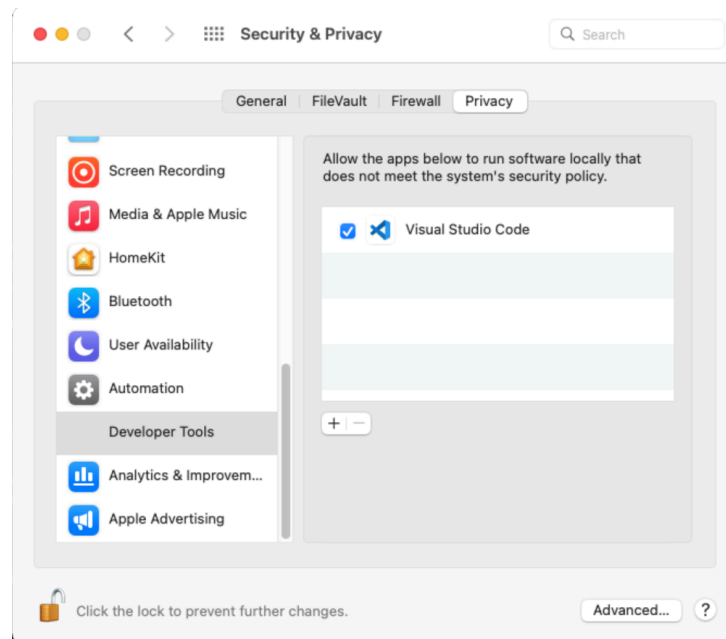 Security & Privacy
Search
General
FileVault
Firewall
Privacy
Screen Recording
Media & Apple Music
HomeKit
Bluetooth
User Availability
Automation
Developer Tools
Analytics & Improvem...
Apple Advertising
Allow the apps below to run software locally that
does not meet the system's security policy.
Visual Studio Code
+ −
Click the lock to prevent further changes.
Advanced...
?